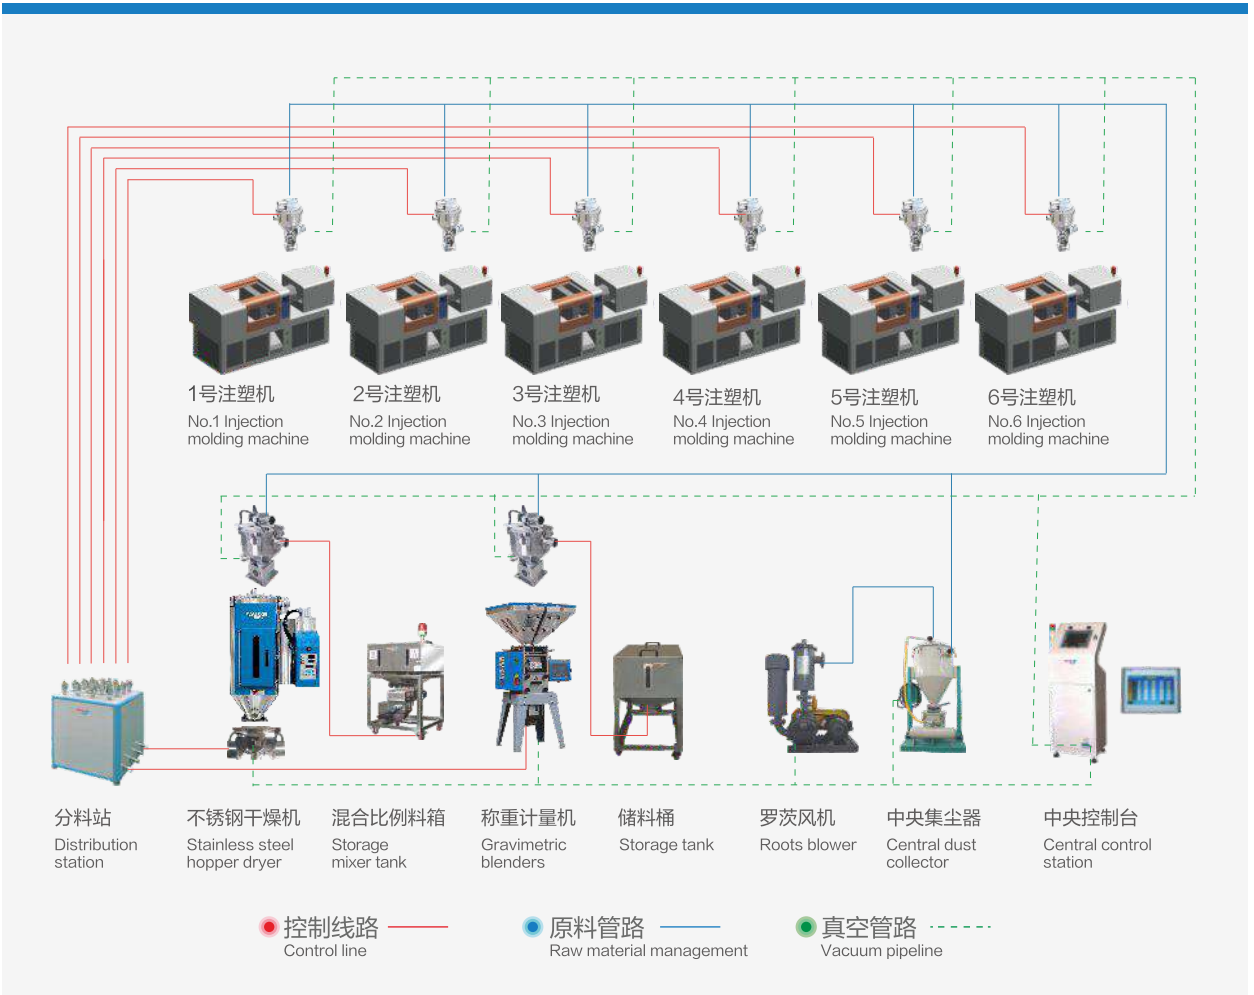 1号注塑机
No.1 Injection
molding machine
2号注塑机
No.2 Injection
molding machine
3号注塑机
No.3 Injection
molding machine
4号注塑机
No.4 Injection
molding machine
5号注塑机
No.5 Injection
molding machine
6号注塑机
No.6 Injection
molding machine
分料站
Distribution
station
不锈钢干燥机
Stainless steel
hopper dryer
混合比例料箱
Storage
mixer tank
称重计量机
Gravimetric
blenders
储料桶
Storage tank
罗茨风机
Roots blower
中央集尘器
Central dust
collector
中央控制台
Central control
station
控制线路
Control line
原料管路
Raw material management
真空管路
Vacuum pipeline